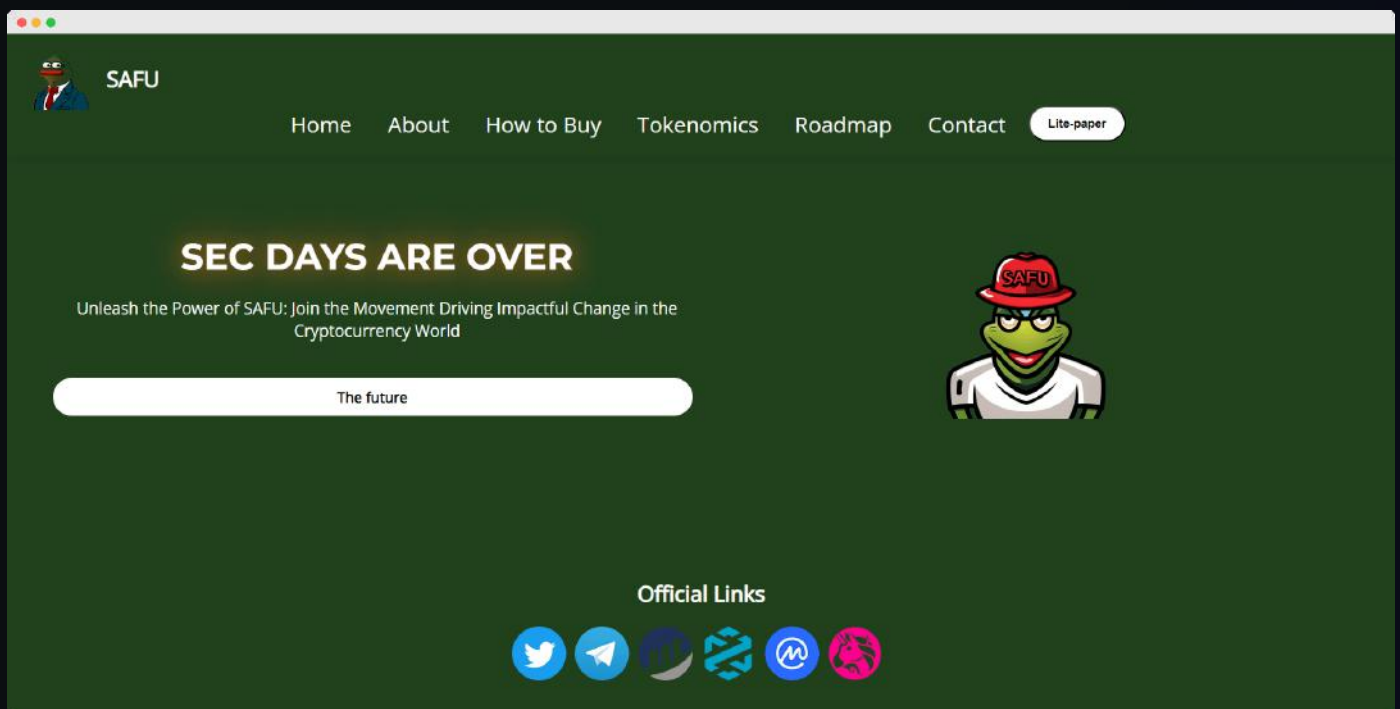 SAFU
Home About How to Buy Tokenomics Roadmap Contact Lite-paper
SEC DAYS ARE OVER
Unleash the Power of SAFU: Join the Movement Driving Impactful Change in the
Cryptocurrency World
The future
SAFU
Official Links